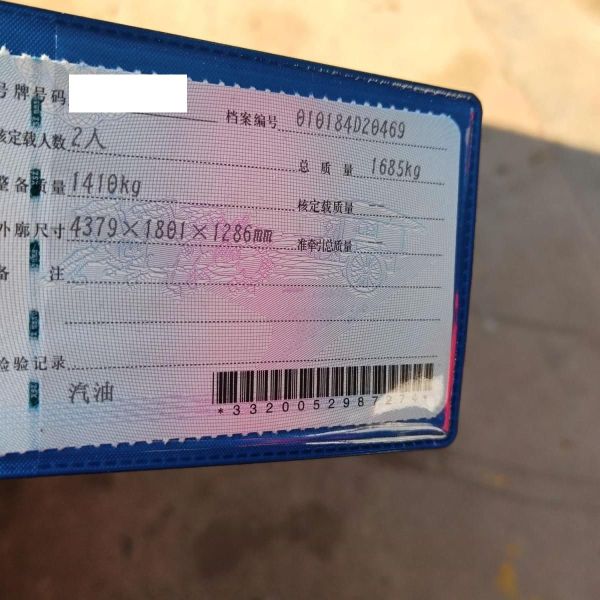 号牌号码 档案编号 010184D20469
核定载人数 2人 总质量 1685kg
整备质量 1410kg 核定载质量 —
外廓尺寸 4379×1801×1286mm 准牵引总质量 —
备注
检验记录
汽油
*3320052987274*